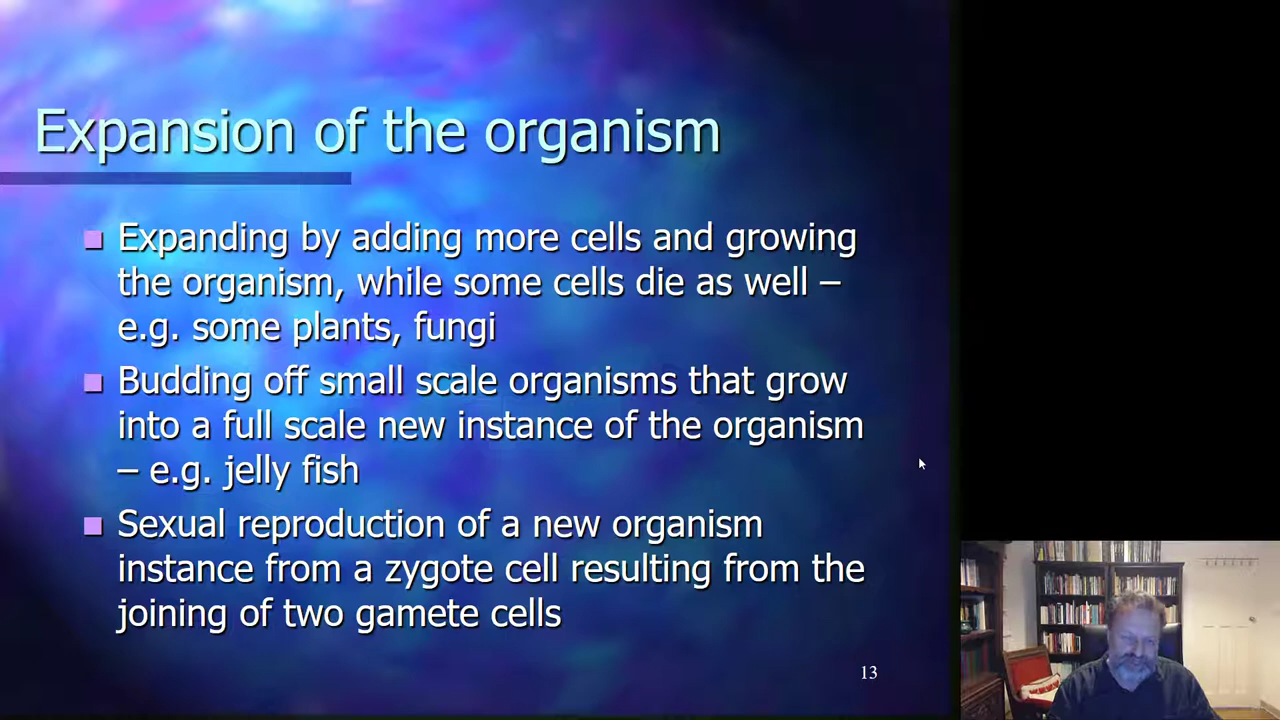 Expansion of the organism
Expanding by adding more cells and growing
the organism, while some cells die as well –
e.g. some plants, fungi
Budding off small scale organisms that grow
into a full scale new instance of the organism
– e.g. jelly fish
Sexual reproduction of a new organism
instance from a zygote cell resulting from the
joining of two gamete cells
13